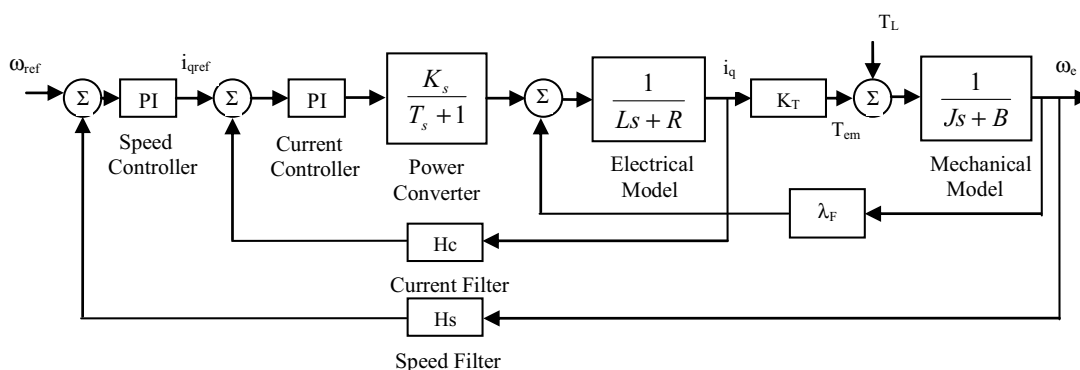 T_L
ω_ref
i_qref
i_q
ω_e
Σ
PI
Σ
PI
K_s
T_s + 1
Σ
1
Ls + R
K_T
Σ
1
Js + B
T_em
Speed
Controller
Current
Controller
Power
Converter
Electrical
Model
Mechanical
Model
λ_F
Hc
Current Filter
Hs
Speed Filter